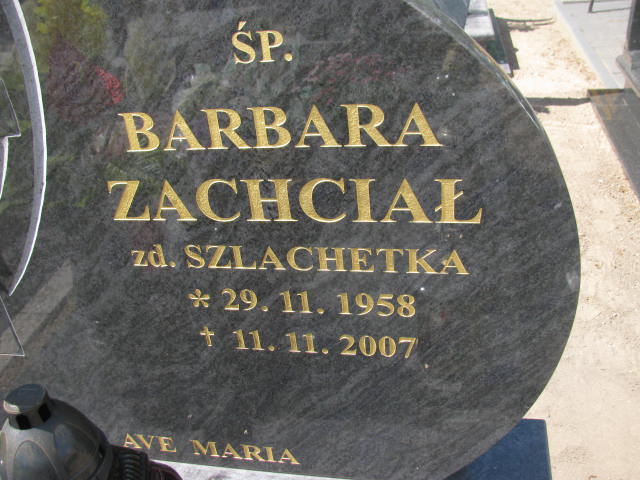 ŚP.
BARBARA
ZACHCIAŁ
zd. SZLACHETKA
* 29. 11. 1958
† 11. 11. 2007
AVE MARIA